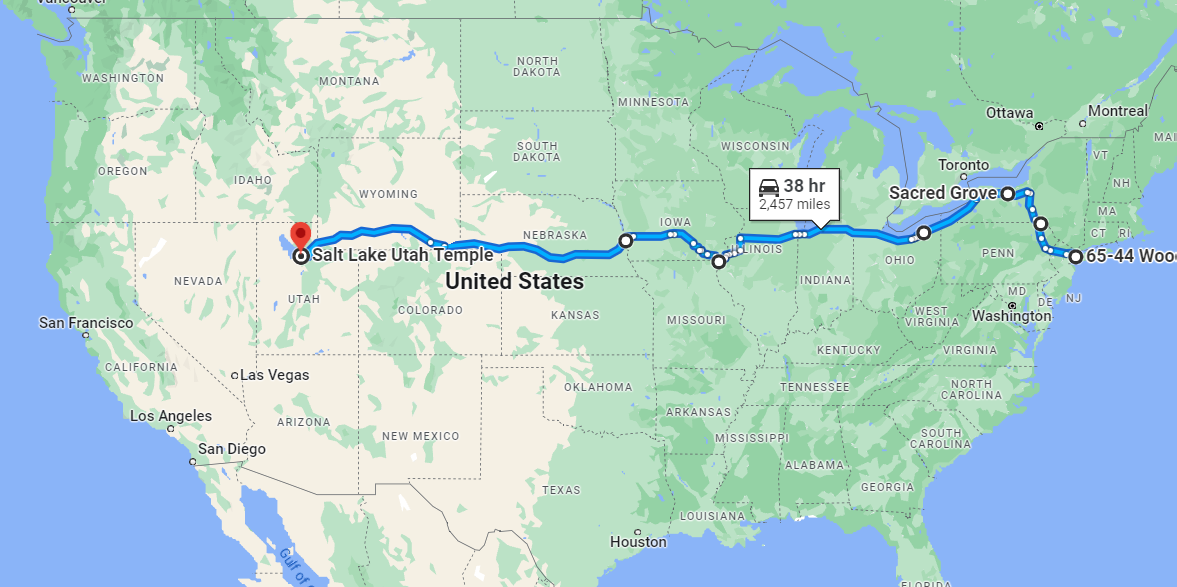 Vancouver
WASHINGTON
MONTANA
NORTH
DAKOTA
MINNESOTA
Ottawa
Montreal
MAI
VT
NH
MA
CT RI
OREGON
IDAHO
WYOMING
SOUTH
DAKOTA
WISCONSIN
Toronto
Sacred Grove
38 hr
2,457 miles
IOWA
NEBRASKA
ILLINOIS
OHIO
PENN
65-44 Woo
Salt Lake Utah Temple
United States
NEVADA
UTAH
COLORADO
KANSAS
MISSOURI
INDIANA
WEST
VIRGINIA
MD
DE
NJ
Washington
San Francisco
CALIFORNIA
Las Vegas
KENTUCKY
VIRGINIA
Los Angeles
ARIZONA
NEW MEXICO
OKLAHOMA
ARKANSAS
TENNESSEE
NORTH
CAROLINA
San Diego
MISSISSIPPI
SOUTH
CAROLINA
ALABAMA
GEORGIA
TEXAS
LOUISIANA
Houston
Gulf of
FLORIDA